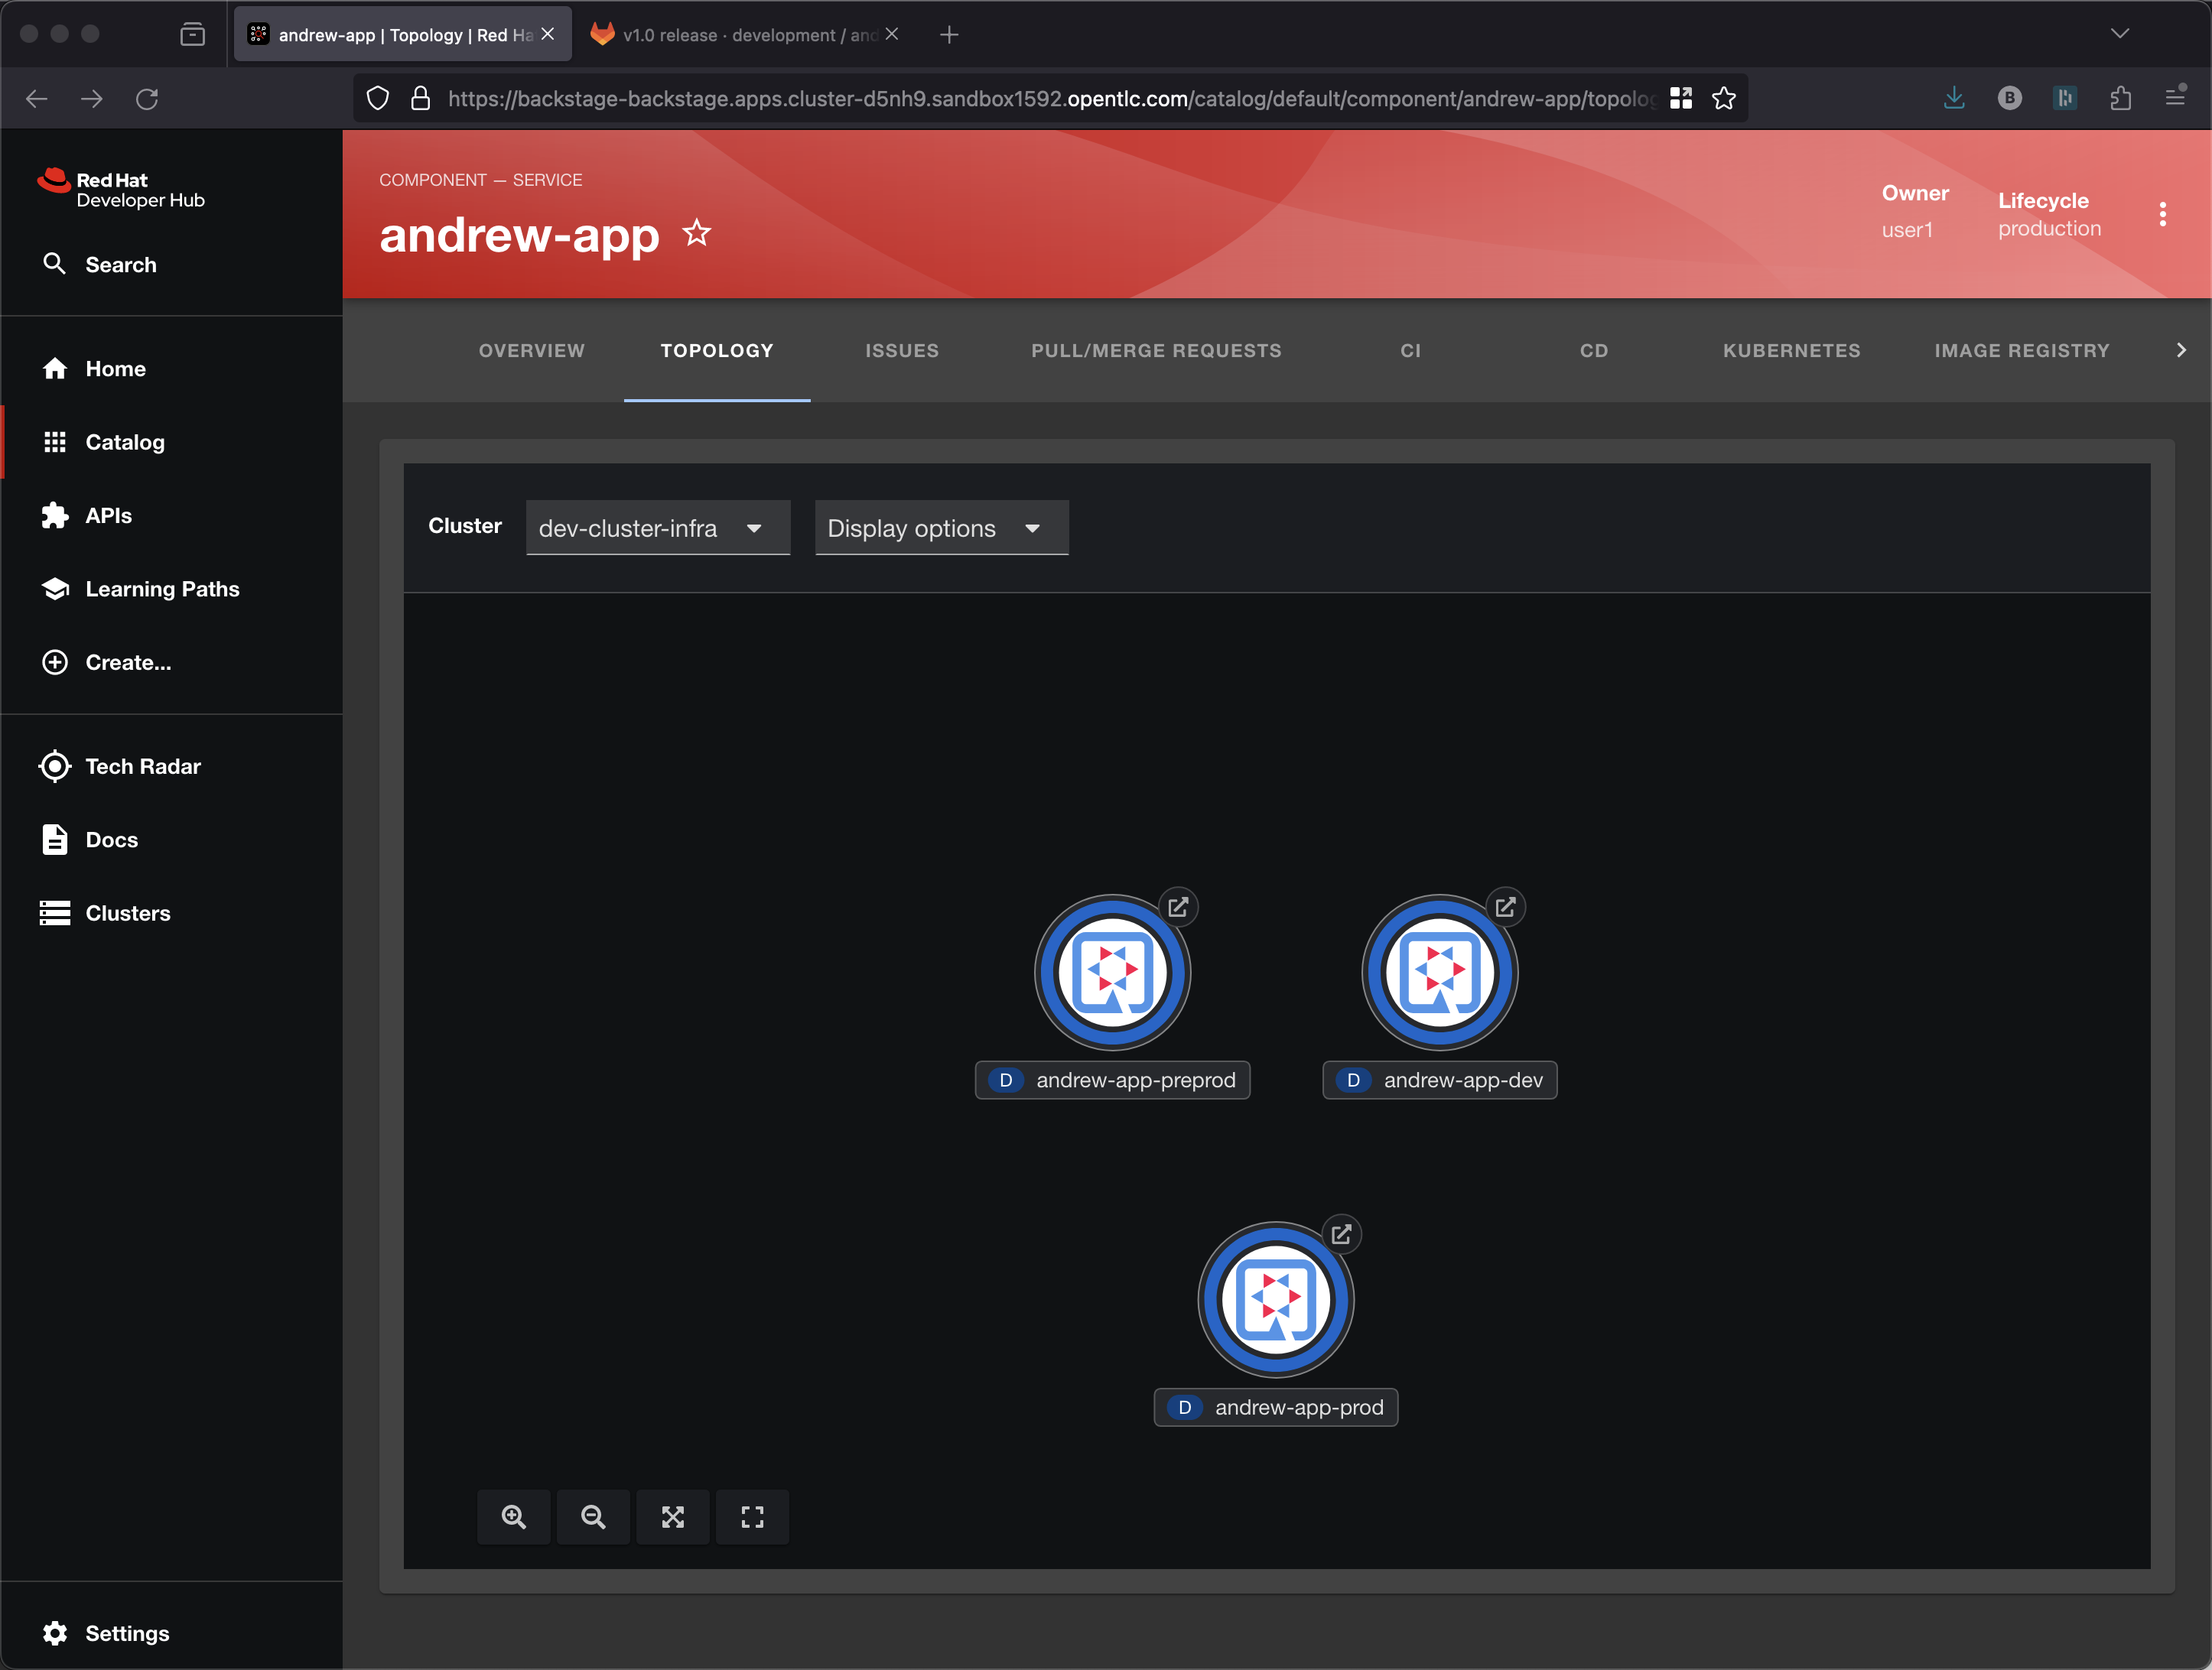 andrew-app | Topology | Red Ha
v1.0 release · development / and
https://backstage-backstage.apps.cluster-d5nh9.sandbox1592.opentlc.com/catalog/default/component/andrew-app/topolog
B
Red Hat
Developer Hub
Search
Home
Catalog
APIs
Learning Paths
Create...
Tech Radar
Docs
Clusters
Settings
COMPONENT — SERVICE
andrew-app
Owner
user1
Lifecycle
production
OVERVIEW
TOPOLOGY
ISSUES
PULL/MERGE REQUESTS
CI
CD
KUBERNETES
IMAGE REGISTRY
Cluster
dev-cluster-infra
Display options
D andrew-app-preprod
D andrew-app-dev
D andrew-app-prod